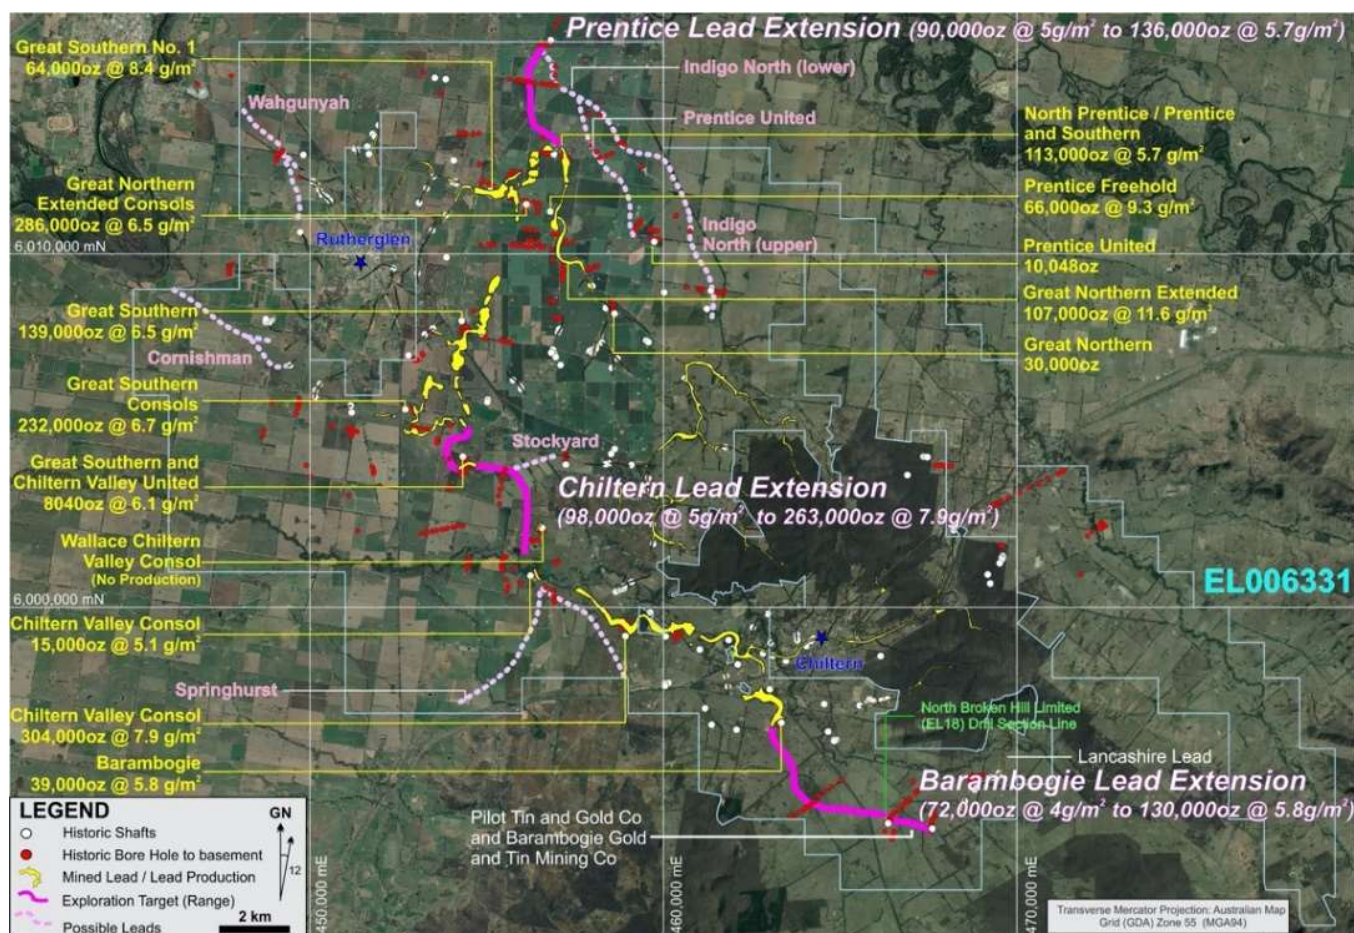 Prentice Lead Extension (90,000oz @ 5g/m² to 136,000oz @ 5.7g/m²)
Great Southern No. 1
64,000oz @ 8.4 g/m²
Indigo North (lower)
Wahgunyah
Prentice United
North Prentice / Prentice
and Southern
113,000oz @ 5.7 g/m²
Great Northern
Extended Consols
286,000oz @ 6.5 g/m²
Prentice Freehold
66,000oz @ 9.3 g/m²
Indigo
North (upper)
Rutherglen
6,010,000 mN
Prentice United
10,048oz
Great Northern Extended
107,000oz @ 11.6 g/m²
Great Southern
139,000oz @ 6.5 g/m²
Great Northern
30,000oz
Cornishman
Great Southern
Consols
232,000oz @ 6.7 g/m²
Stockyard
Great Southern and
Chiltern Valley United
8040oz @ 6.1 g/m²
Chiltern Lead Extension
(98,000oz @ 5g/m² to 263,000oz @ 7.9g/m²)
Wallace Chiltern
Valley Consol
(No Production)
EL006331
6,000,000 mN
Chiltern Valley Consol
15,000oz @ 5.1 g/m²
Chiltern
Springhurst
Chiltern Valley Consol
304,000oz @ 7.9 g/m²
North Broken Hill Limited
(EL18) Drill Section Line
Lancashire Lead
Barambogie
39,000oz @ 5.8 g/m²
Barambogie Lead Extension
(72,000oz @ 4g/m² to 130,000oz @ 5.8g/m²)
Pilot Tin and Gold Co
and Barambogie Gold
and Tin Mining Co
LEGEND
GN
12
Historic Shafts
Historic Bore Hole to basement
Mined Lead / Lead Production
Exploration Target (Range)
Possible Leads
2 km
450,000 mE
460,000 mE
470,000 mE
Transverse Mercator Projection: Australian Map
Grid (GDA) Zone 55 (MGA94)